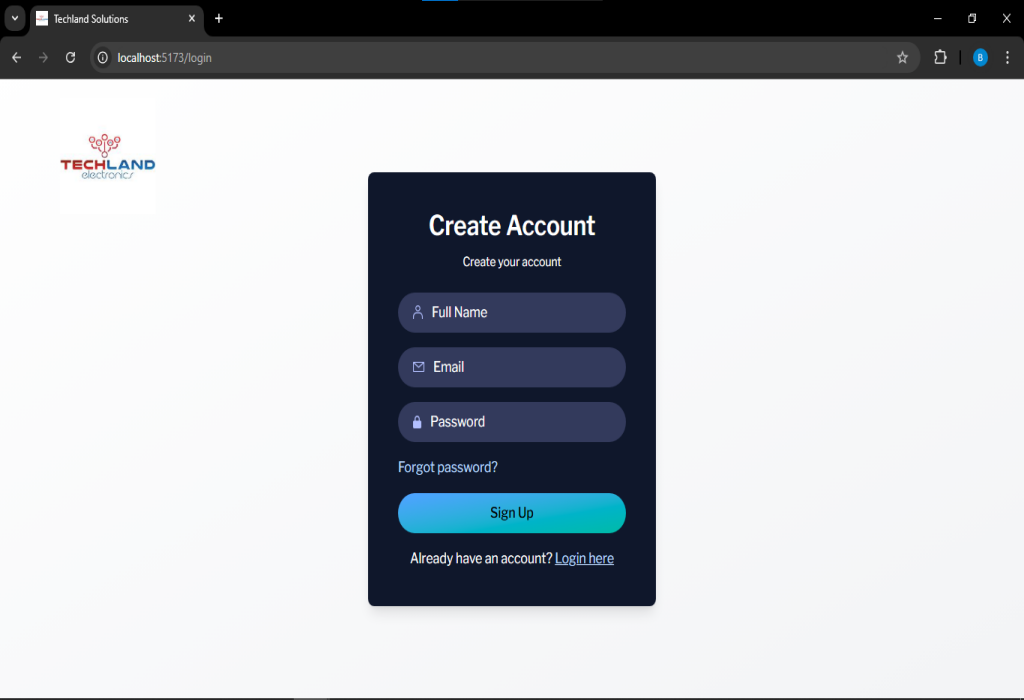 Techland Solutions
localhost:5173/login
B
TECHLAND
electronics
Create Account
Create your account
Full Name
Email
Password
Forgot password?
Sign Up
Already have an account? Login here